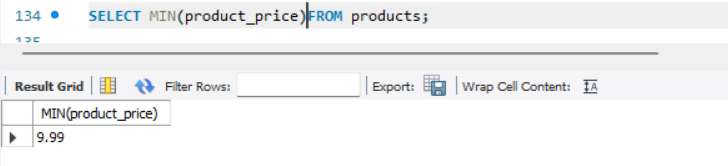 134 SELECT MIN(product_price)FROM products;
135
Result Grid Filter Rows: Export: Wrap Cell Content: IA
MIN(product_price)
9.99